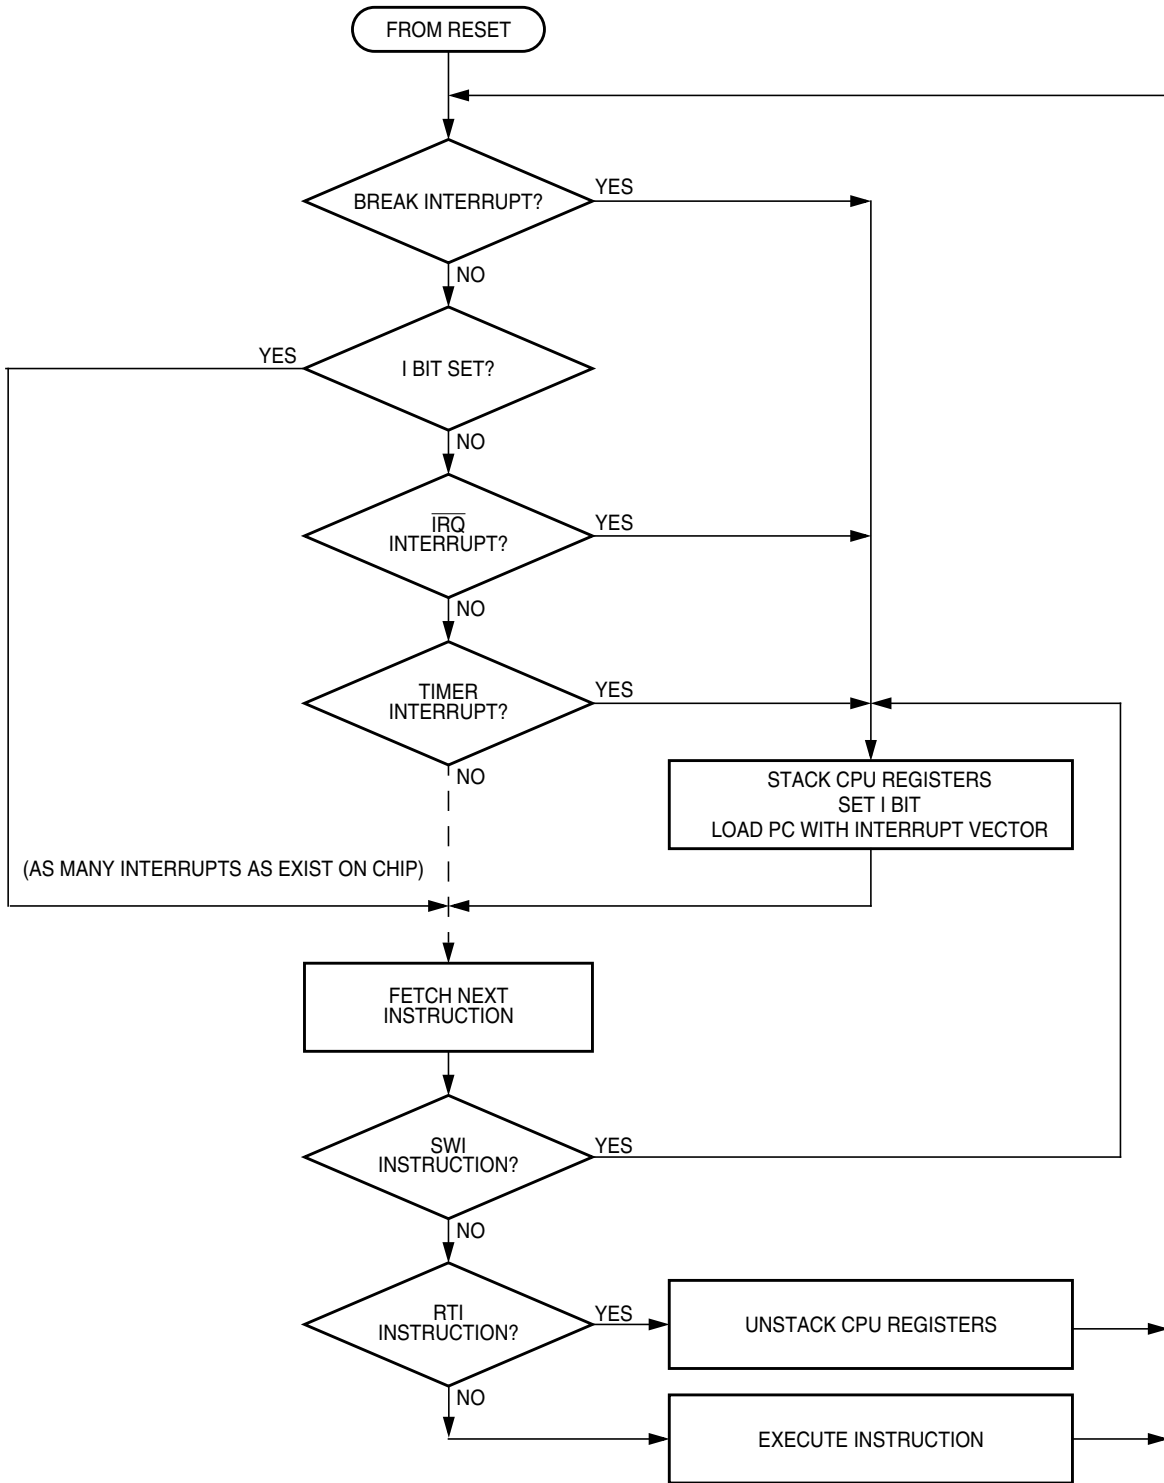 FROM RESET
BREAK INTERRUPT?
YES
NO
YES
I BIT SET?
NO
IRQ
INTERRUPT?
YES
NO
TIMER
INTERRUPT?
YES
NO
STACK CPU REGISTERS
SET I BIT
LOAD PC WITH INTERRUPT VECTOR
(AS MANY INTERRUPTS AS EXIST ON CHIP)
FETCH NEXT
INSTRUCTION
SWI
INSTRUCTION?
YES
NO
RTI
INSTRUCTION?
YES
UNSTACK CPU REGISTERS
NO
EXECUTE INSTRUCTION